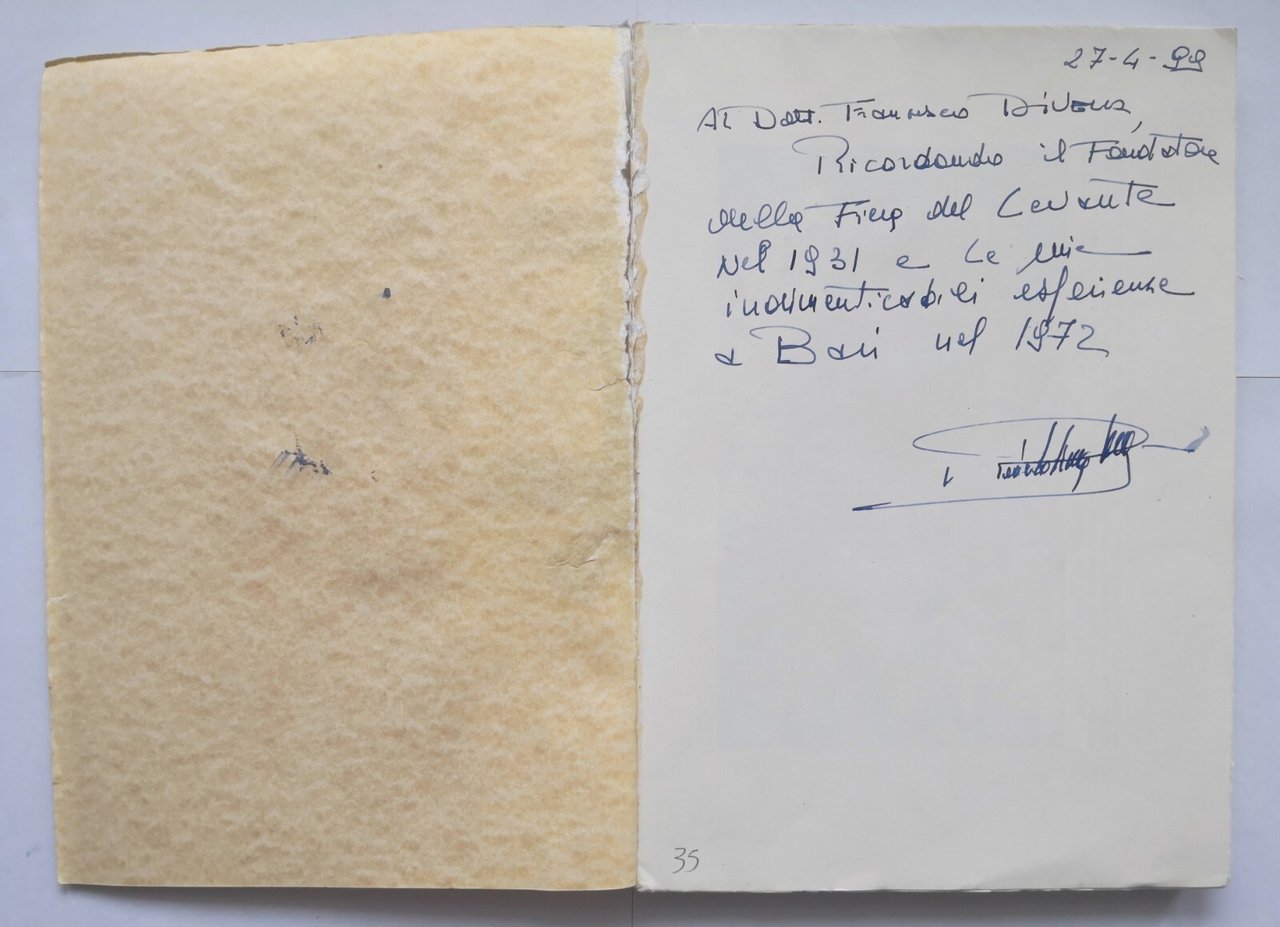 27-4-99
Al Dott. Francesco Divella,
Ricordando il Fondatore
della Fiera del Levante
nel 1931 e le mie
indimenticabili esperienze
a Bari nel 1972
35